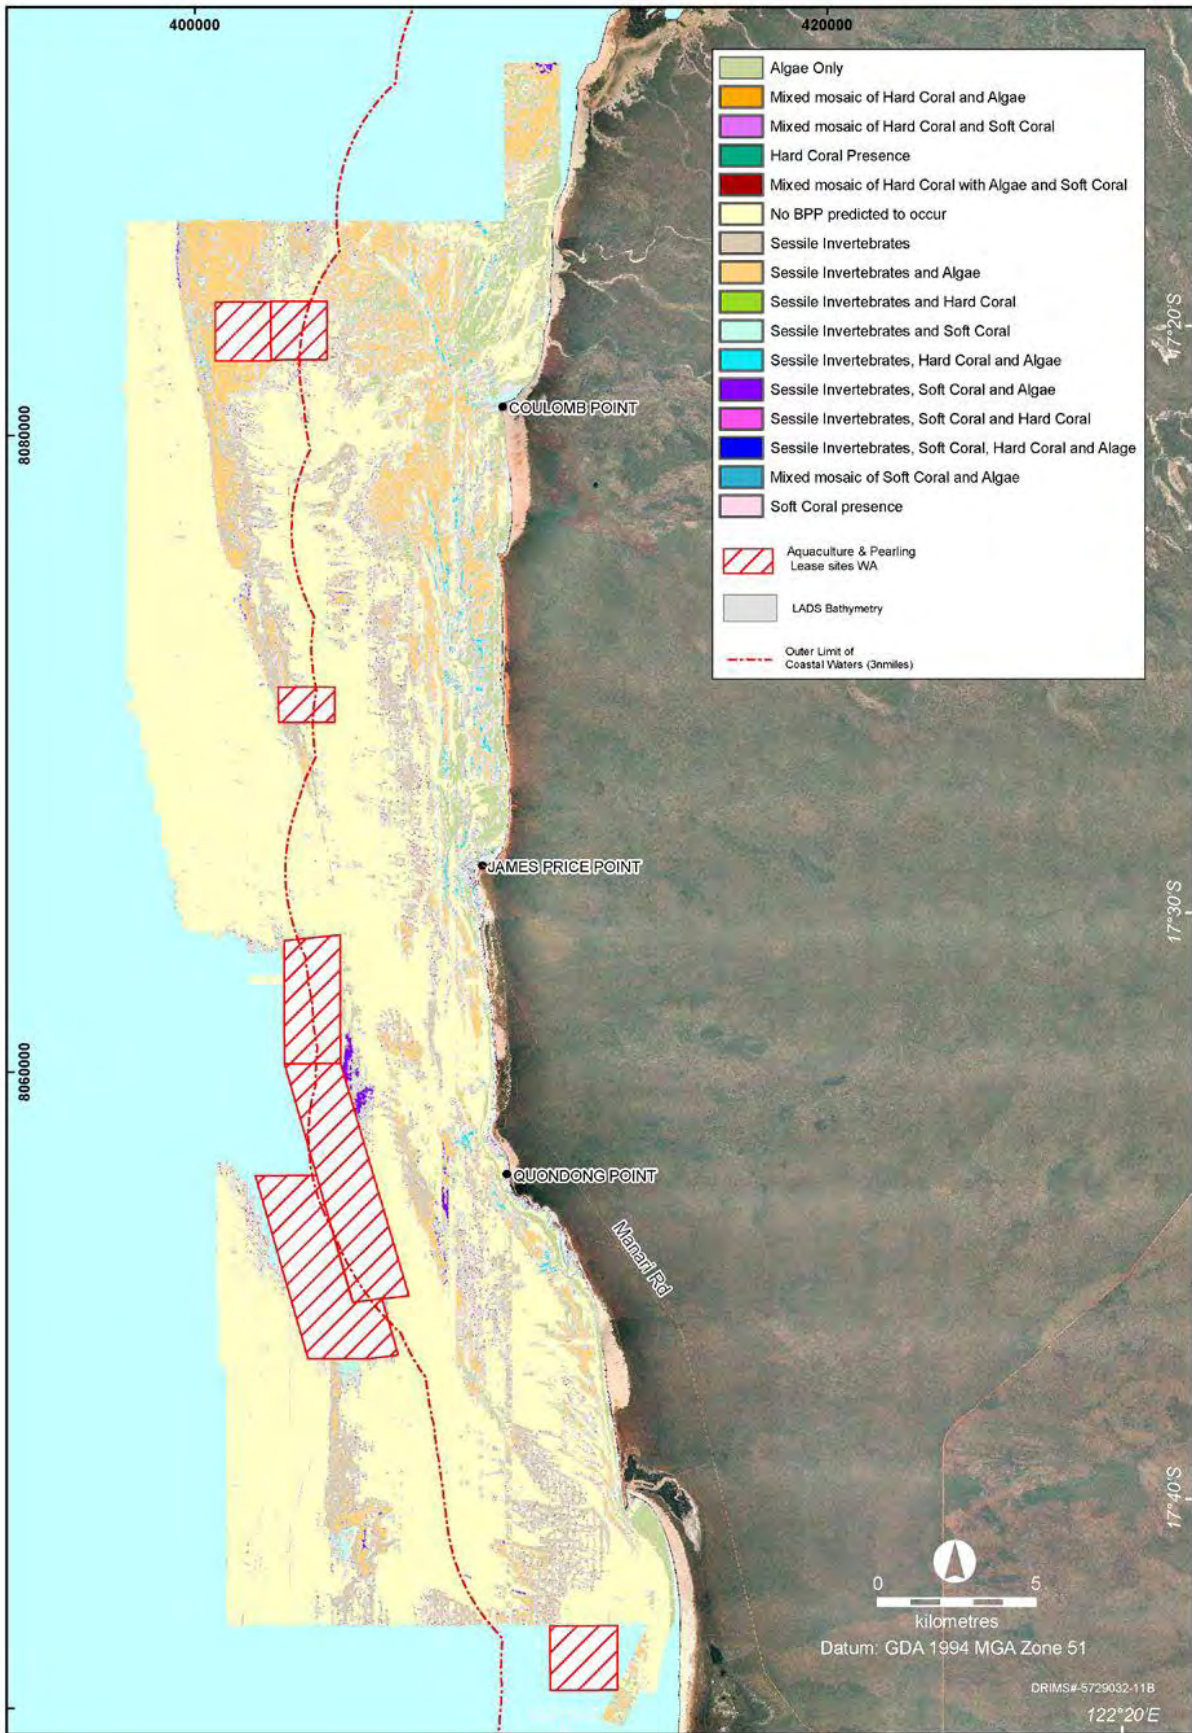 400000
420000
Algae Only
Mixed mosaic of Hard Coral and Algae
Mixed mosaic of Hard Coral and Soft Coral
Hard Coral Presence
Mixed mosaic of Hard Coral with Algae and Soft Coral
No BPP predicted to occur
Sessile Invertebrates
Sessile Invertebrates and Algae
Sessile Invertebrates and Hard Coral
Sessile Invertebrates and Soft Coral
Sessile Invertebrates, Hard Coral and Algae
Sessile Invertebrates, Soft Coral and Algae
Sessile Invertebrates, Soft Coral and Hard Coral
Sessile Invertebrates, Soft Coral, Hard Coral and Alage
Mixed mosaic of Soft Coral and Algae
Soft Coral presence
Aquaculture & Pearling
Lease sites WA
LADS Bathymetry
Outer Limit of
Coastal Waters (3nmiles)
17°20'S
COULOMB POINT
8080000
JAMES PRICE POINT
17°30'S
8060000
QUONDONG POINT
Manari Rd
17°40'S
0 5
kilometres
Datum: GDA 1994 MGA Zone 51
DRIMS#-5729032-11B
122°20'E